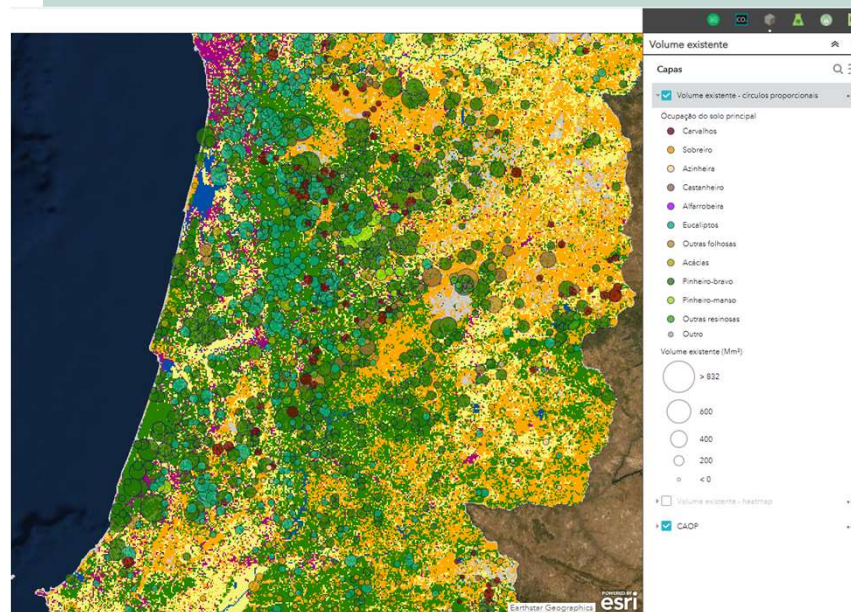 CO₂
Volume existente
Capas
Volume existente - círculos proporcionais
Ocupação do solo principal
Carvalhos
Sobreiro
Azinheira
Castanheiro
Alfarrobeira
Eucaliptos
Outras folhosas
Acácias
Pinheiro-bravo
Pinheiro-manso
Outras resinosas
Outro
Volume existente (Mm³)
> 832
600
400
200
< 0
Volume existente - heatmap
CAOP
Earthstar Geographics
POWERED BY
esri